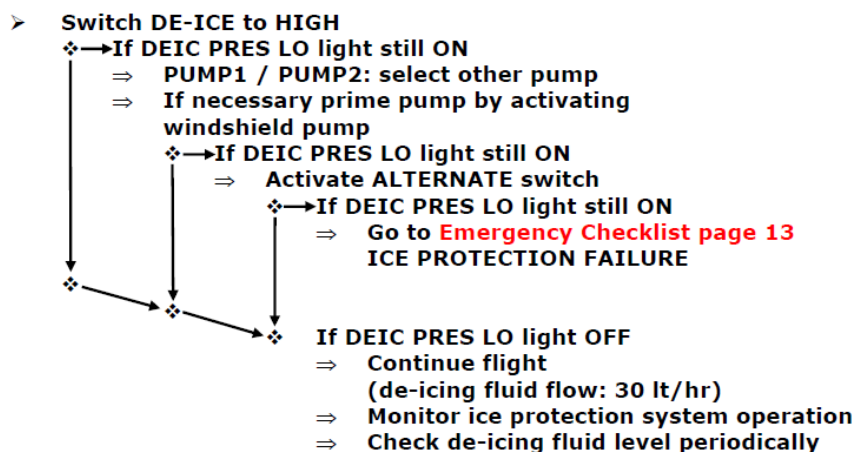 ➢ Switch DE-ICE to HIGH
❖→If DEIC PRES LO light still ON
⇒ PUMP1 / PUMP2: select other pump
⇒ If necessary prime pump by activating
windshield pump
❖→If DEIC PRES LO light still ON
⇒ Activate ALTERNATE switch
❖→If DEIC PRES LO light still ON
⇒ Go to Emergency Checklist page 13
ICE PROTECTION FAILURE
❖ If DEIC PRES LO light OFF
⇒ Continue flight
(de-icing fluid flow: 30 lt/hr)
⇒ Monitor ice protection system operation
⇒ Check de-icing fluid level periodically